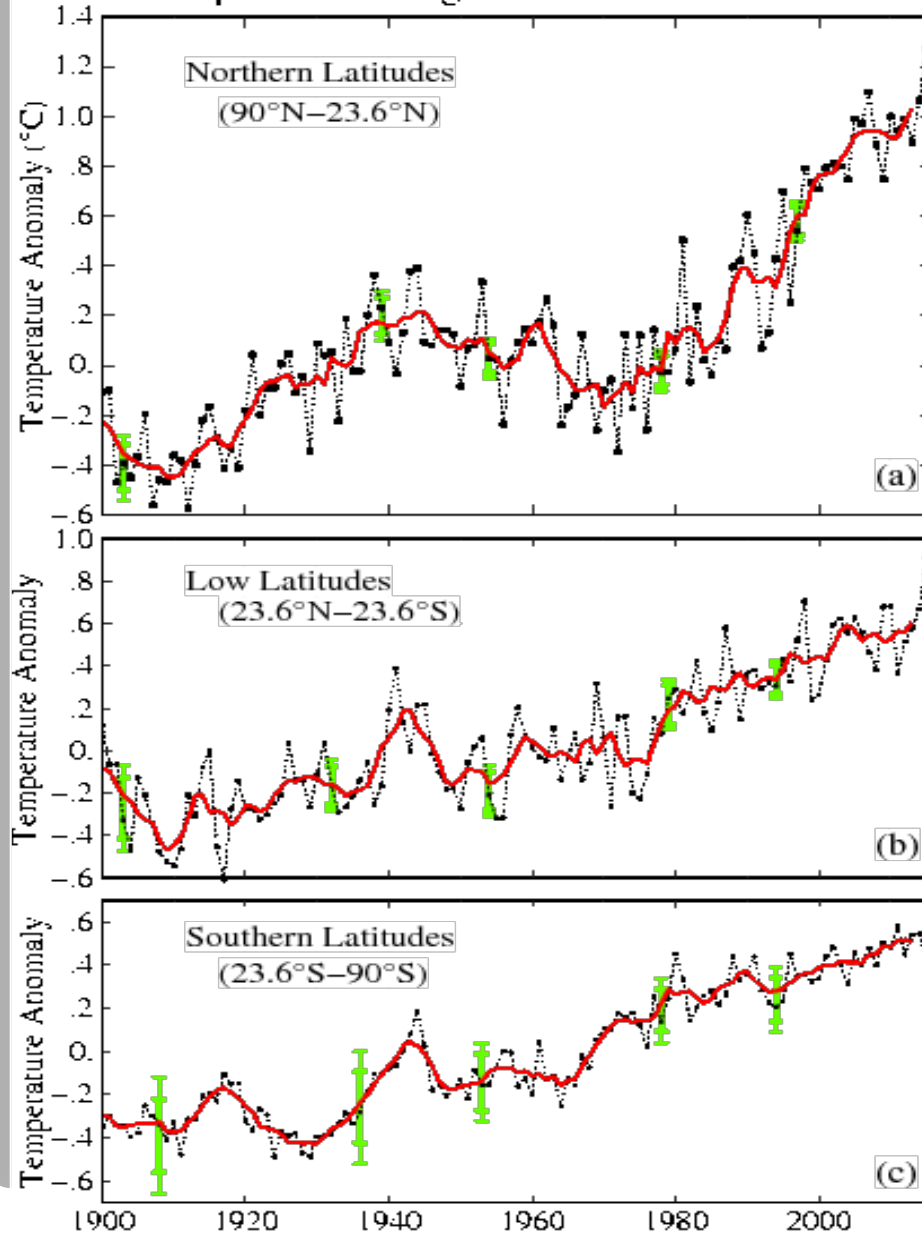 1.4
1.2
1.0
.8
.6
.4
.2
0.
-.2
-.4
-.6
Temperature Anomaly (°C)
Northern Latitudes
(90°N–23.6°N)
(a)
1.0
.8
.6
.4
.2
0.
-.2
-.4
-.6
Temperature Anomaly
Low Latitudes
(23.6°N–23.6°S)
(b)
.6
.4
.2
0.
-.2
-.4
-.6
Temperature Anomaly
Southern Latitudes
(23.6°S–90°S)
(c)
1900 1920 1940 1960 1980 2000